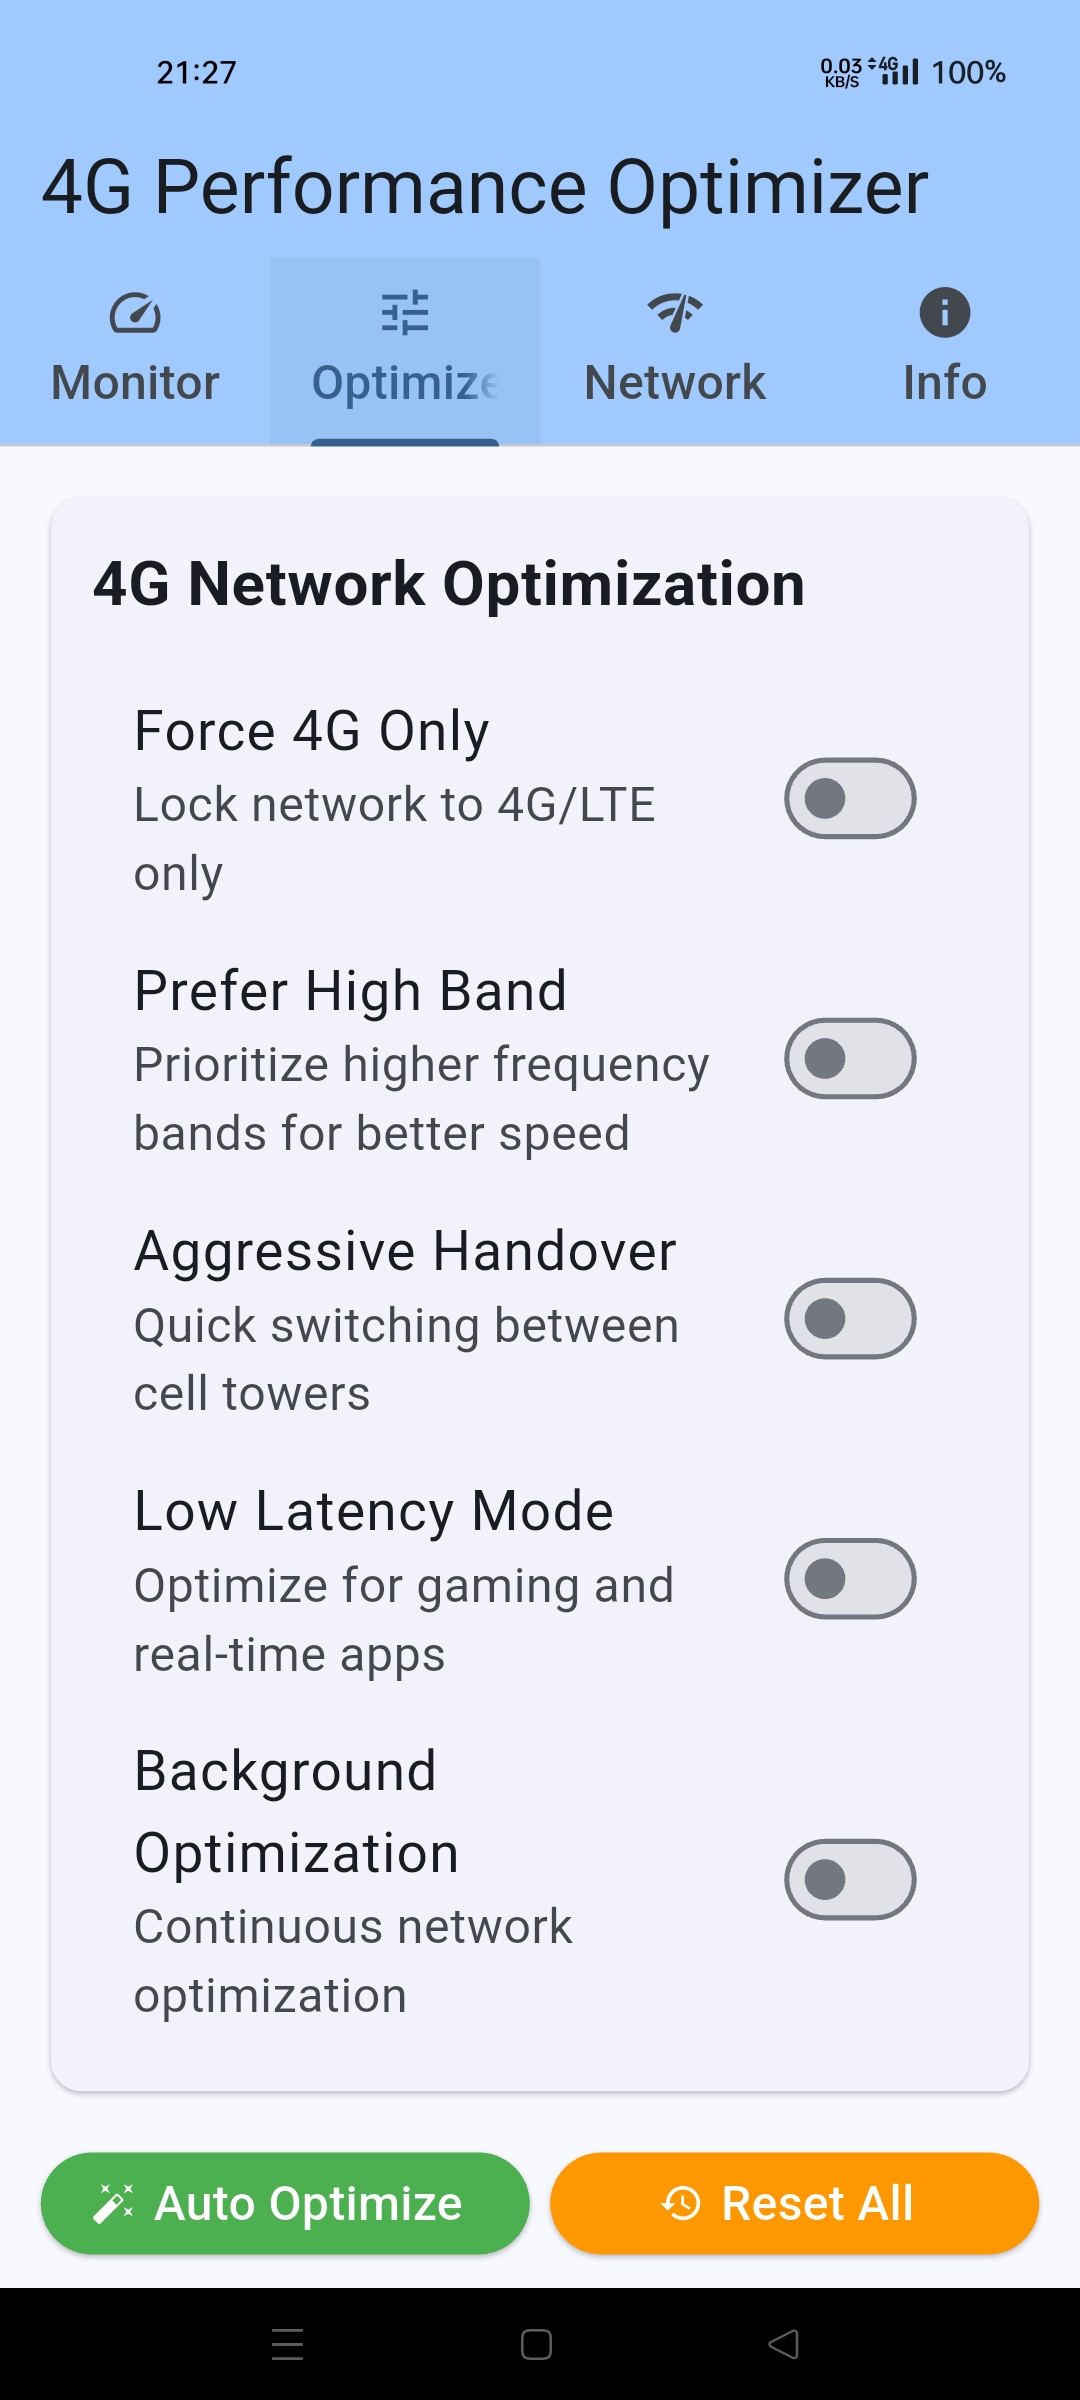 21:27
0.03 KB/S 4G 100%
4G Performance Optimizer
Monitor Optimize Network Info
4G Network Optimization
Force 4G Only
Lock network to 4G/LTE
only
Prefer High Band
Prioritize higher frequency
bands for better speed
Aggressive Handover
Quick switching between
cell towers
Low Latency Mode
Optimize for gaming and
real-time apps
Background
Optimization
Continuous network
optimization
Auto Optimize Reset All